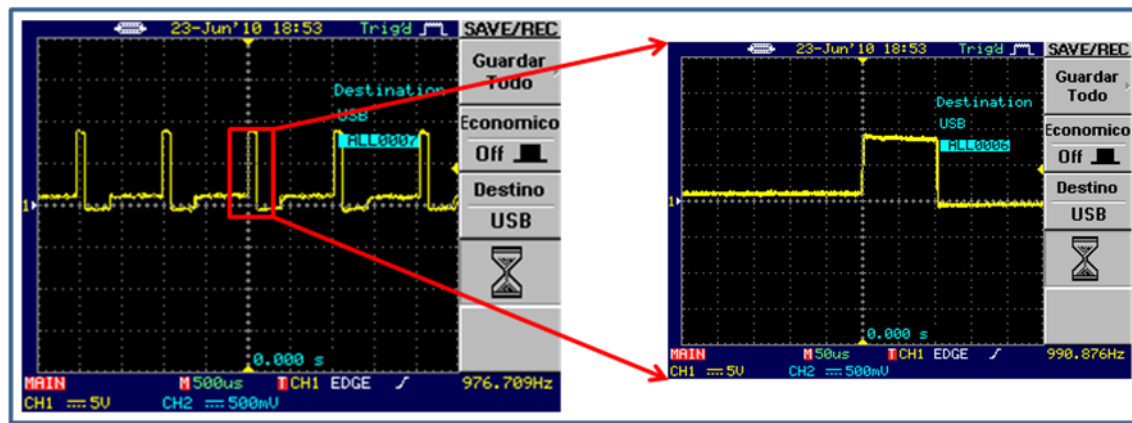 23-Jun'10 18:53 Trig'd SAVE/REC
Guardar
Todo
Destination
USB
ALL0007
Economico
Off
Destino
USB
1
0.000 s
MAIN M 500us T CH1 EDGE 976.709Hz
CH1 5V CH2 500mV
23-Jun'10 18:53 Trig'd SAVE/REC
Guardar
Todo
Destination
USB
ALL0006
Economico
Off
Destino
USB
1
0.000 s
MAIN M 50us T CH1 EDGE 990.876Hz
CH1 5V CH2 500mV